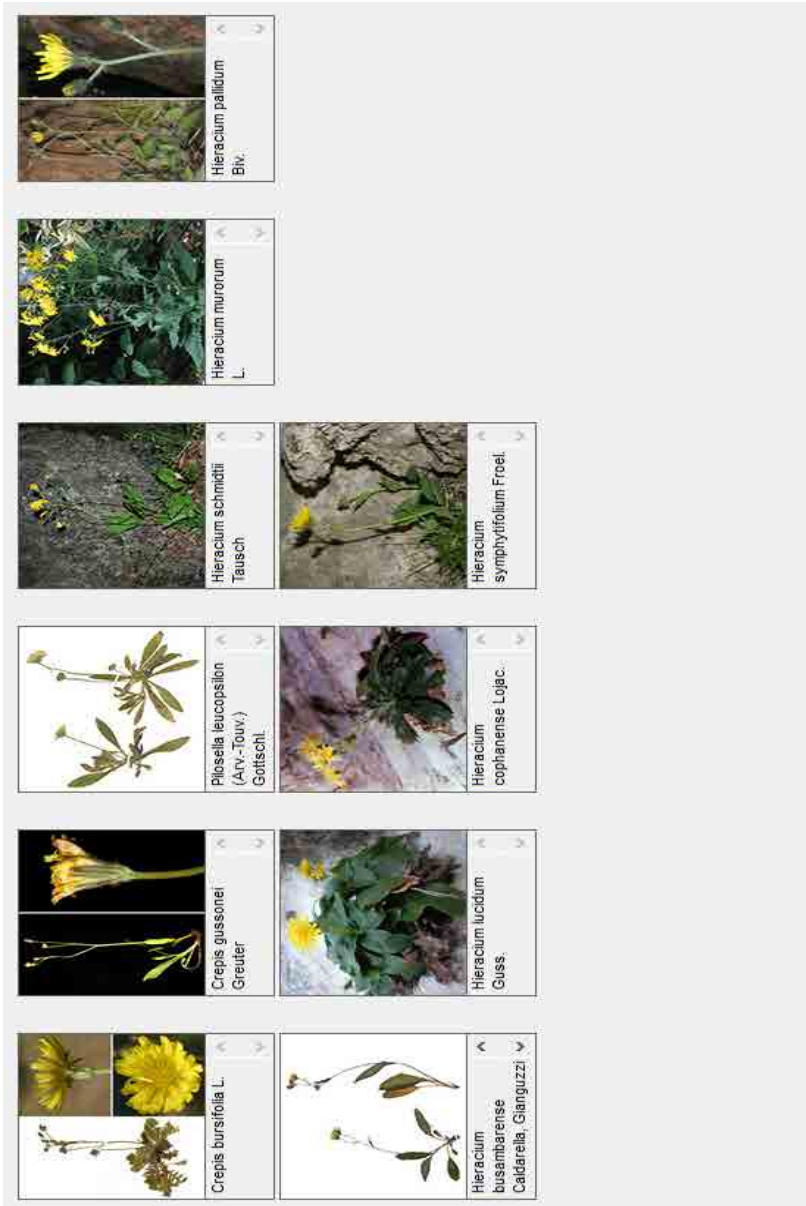 Crepis bursifolia L.
Crepis gussonei
Greuter
Pilosella leucopsilon
(Arv.-Touv.)
Gottschl.
Hieracium schmidtii
Tausch
Hieracium murorum
L.
Hieracium pallidum
Biv.
Hieracium
busambarense
Caldarella, Gianguzzi
Hieracium lucidum
Guss.
Hieracium
cophanense Lojac.
Hieracium
symphytifolium Froel.